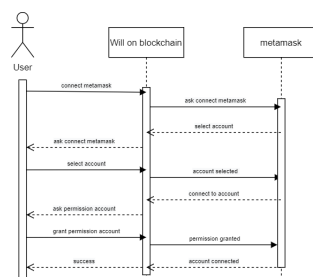 Will on blockchain
metamask
User
connect metamask
ask connect metamask
select account
ask connect metamask
select account
account selected
connect to account
ask permission account
grant permission account
permission granted
success
account connected